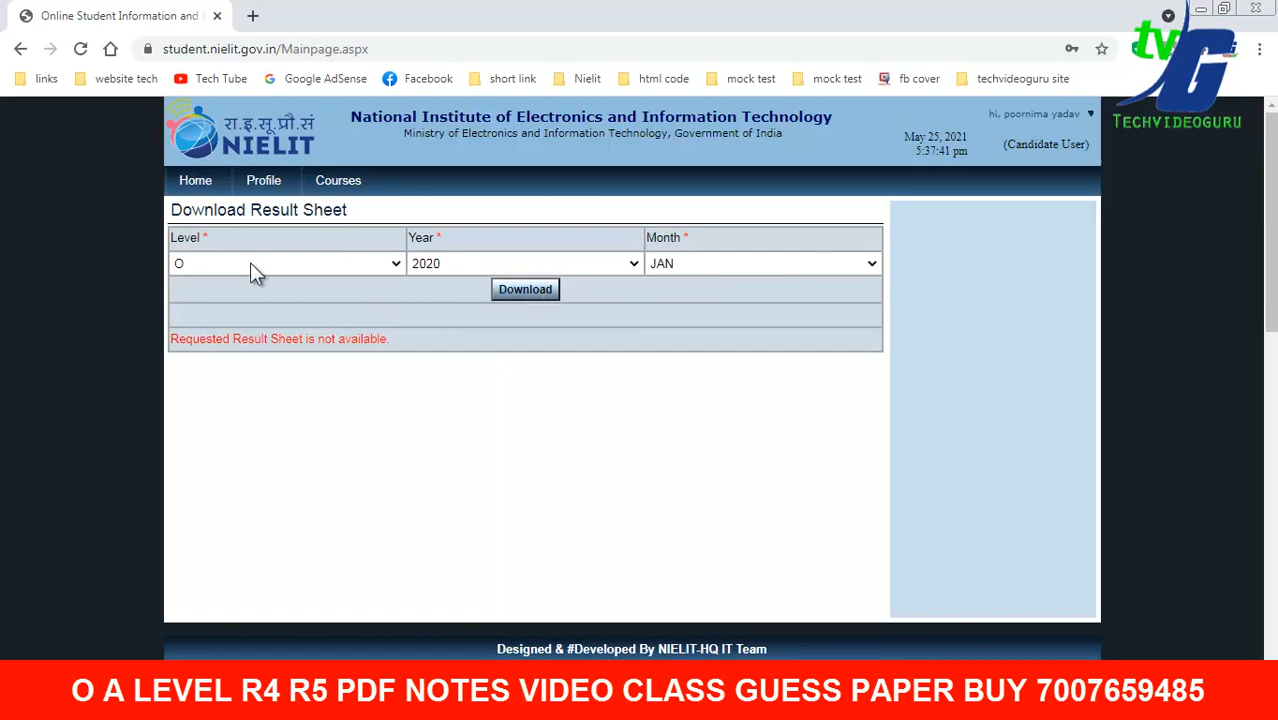 Online Student Information and
student.nielit.gov.in/Mainpage.aspx
links website tech Tech Tube Google AdSense Facebook short link Nielit html code mock test mock test fb cover techvideoguru site
tv G
TECHVIDEOGURU
रा.इ.सू.प्रौ.सं
NIELIT
National Institute of Electronics and Information Technology
Ministry of Electronics and Information Technology, Government of India
hi, poornima yadav
May 25, 2021
5:37:41 pm
(Candidate User)
Home Profile Courses
Download Result Sheet
Level * Year * Month *
O 2020 JAN
Download
Requested Result Sheet is not available.
Designed & #Developed By NIELIT-HQ IT Team
O A LEVEL R4 R5 PDF NOTES VIDEO CLASS GUESS PAPER BUY 7007659485